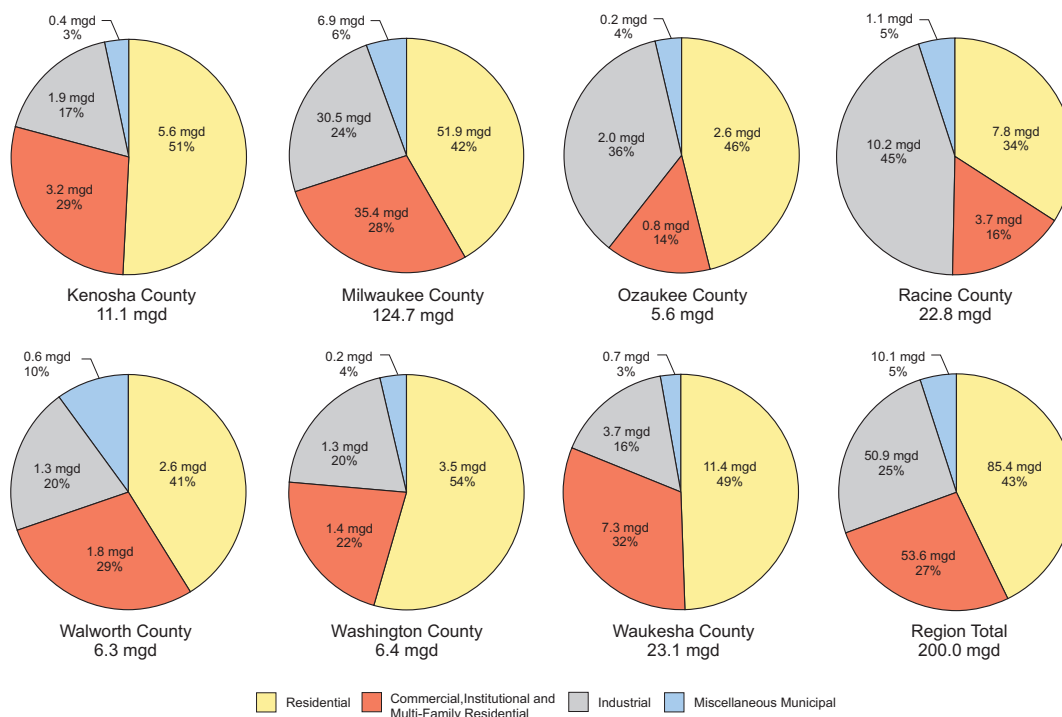 0.4 mgd
3%
1.9 mgd
17%
5.6 mgd
51%
3.2 mgd
29%
Kenosha County
11.1 mgd
6.9 mgd
6%
30.5 mgd
24%
51.9 mgd
42%
35.4 mgd
28%
Milwaukee County
124.7 mgd
0.2 mgd
4%
2.0 mgd
36%
2.6 mgd
46%
0.8 mgd
14%
Ozaukee County
5.6 mgd
1.1 mgd
5%
10.2 mgd
45%
7.8 mgd
34%
3.7 mgd
16%
Racine County
22.8 mgd
0.6 mgd
10%
1.3 mgd
20%
2.6 mgd
41%
1.8 mgd
29%
Walworth County
6.3 mgd
0.2 mgd
4%
1.3 mgd
20%
3.5 mgd
54%
1.4 mgd
22%
Washington County
6.4 mgd
0.7 mgd
3%
3.7 mgd
16%
11.4 mgd
49%
7.3 mgd
32%
Waukesha County
23.1 mgd
10.1 mgd
5%
50.9 mgd
25%
85.4 mgd
43%
53.6 mgd
27%
Region Total
200.0 mgd
Residential
Commercial,Institutional and
Multi-Family Residential
Industrial
Miscellaneous Municipal